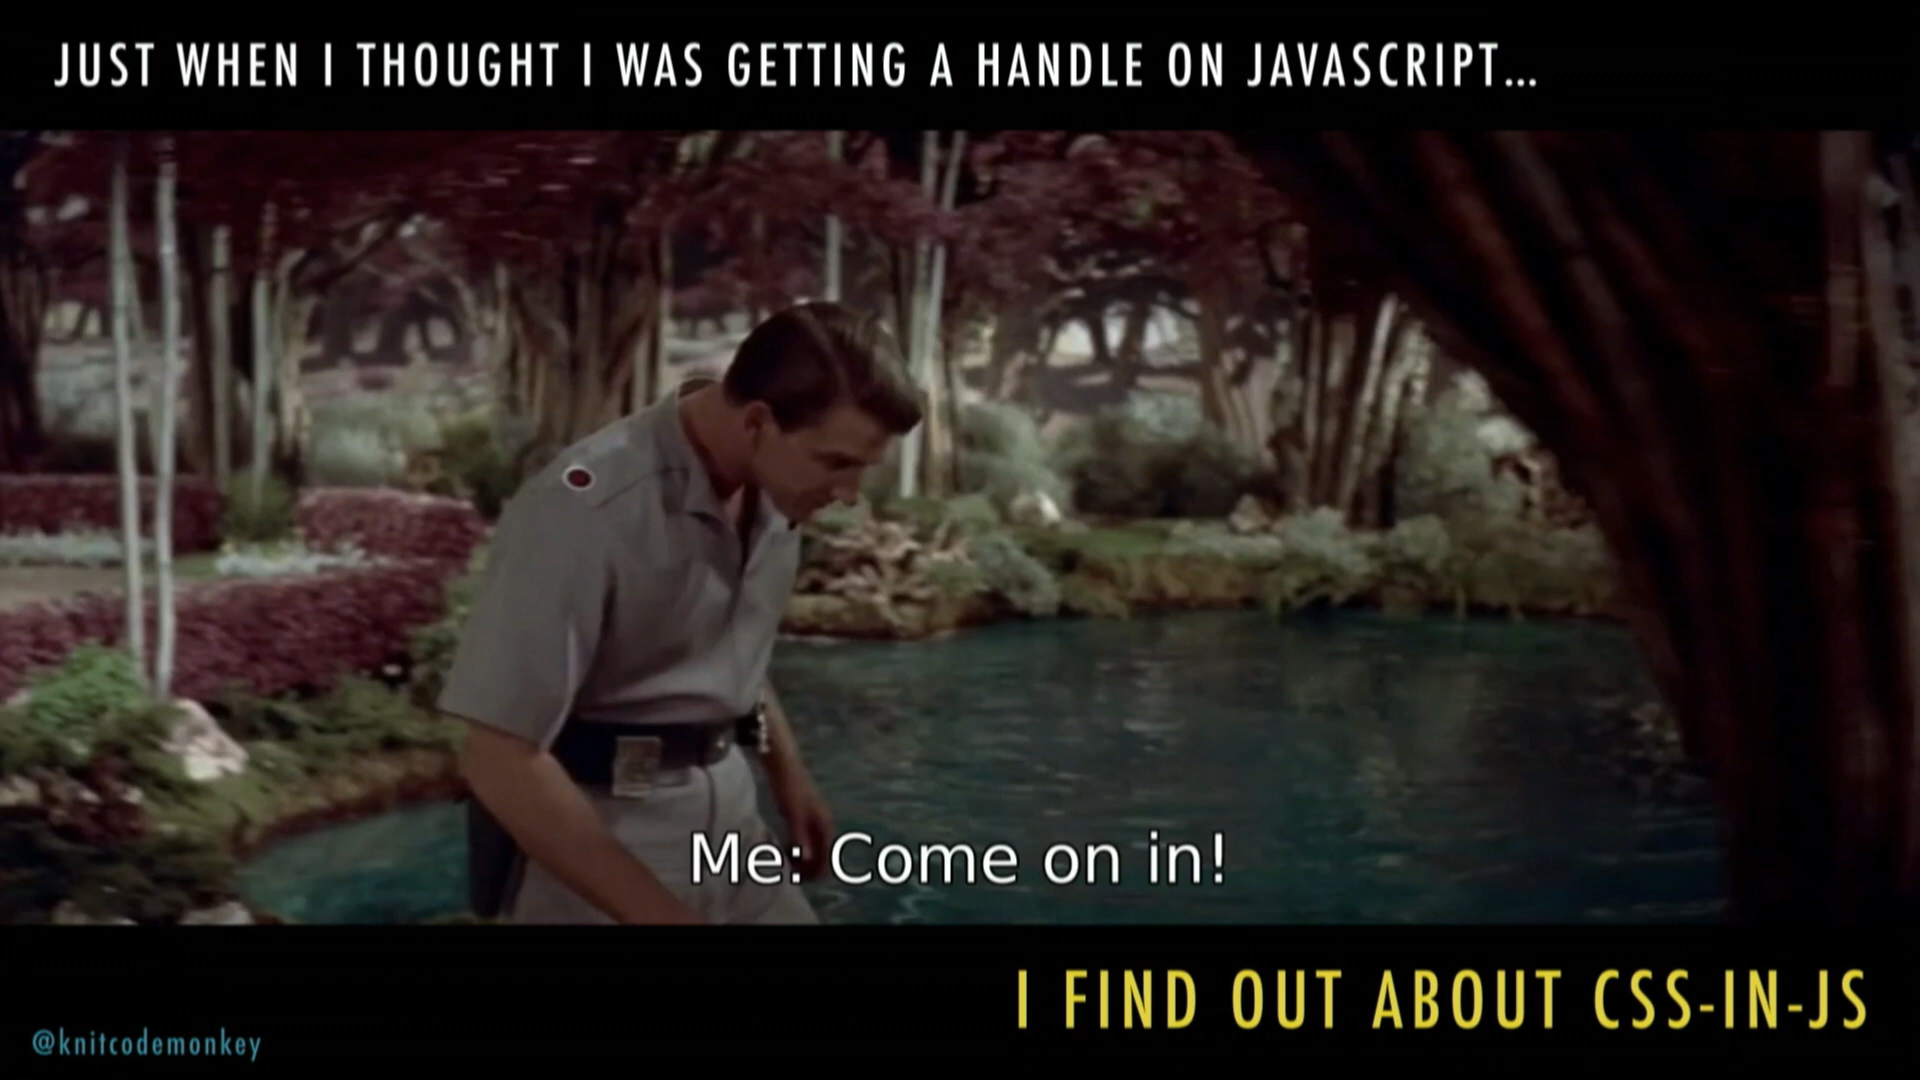 JUST WHEN I THOUGHT I WAS GETTING A HANDLE ON JAVASCRIPT...
Me: Come on in!
I FIND OUT ABOUT CSS-IN-JS
@knitcodemonkey